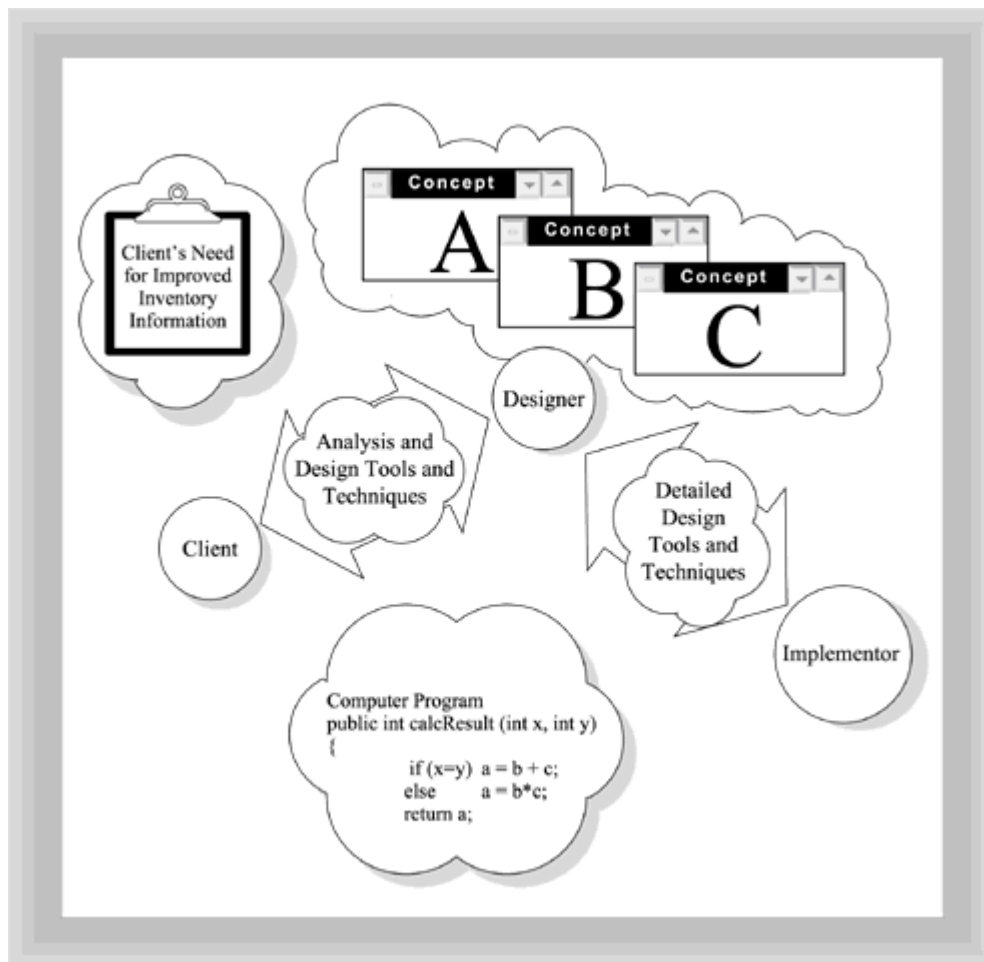 Client's Need
for Improved
Inventory
Information
Concept
A
Concept
B
Concept
C
Designer
Analysis and
Design Tools and
Techniques
Detailed
Design
Tools and
Techniques
Client
Implementor
Computer Program
public int calcResult (int x, int y)
{
if (x=y) a = b + c;
else a = b*c;
return a;